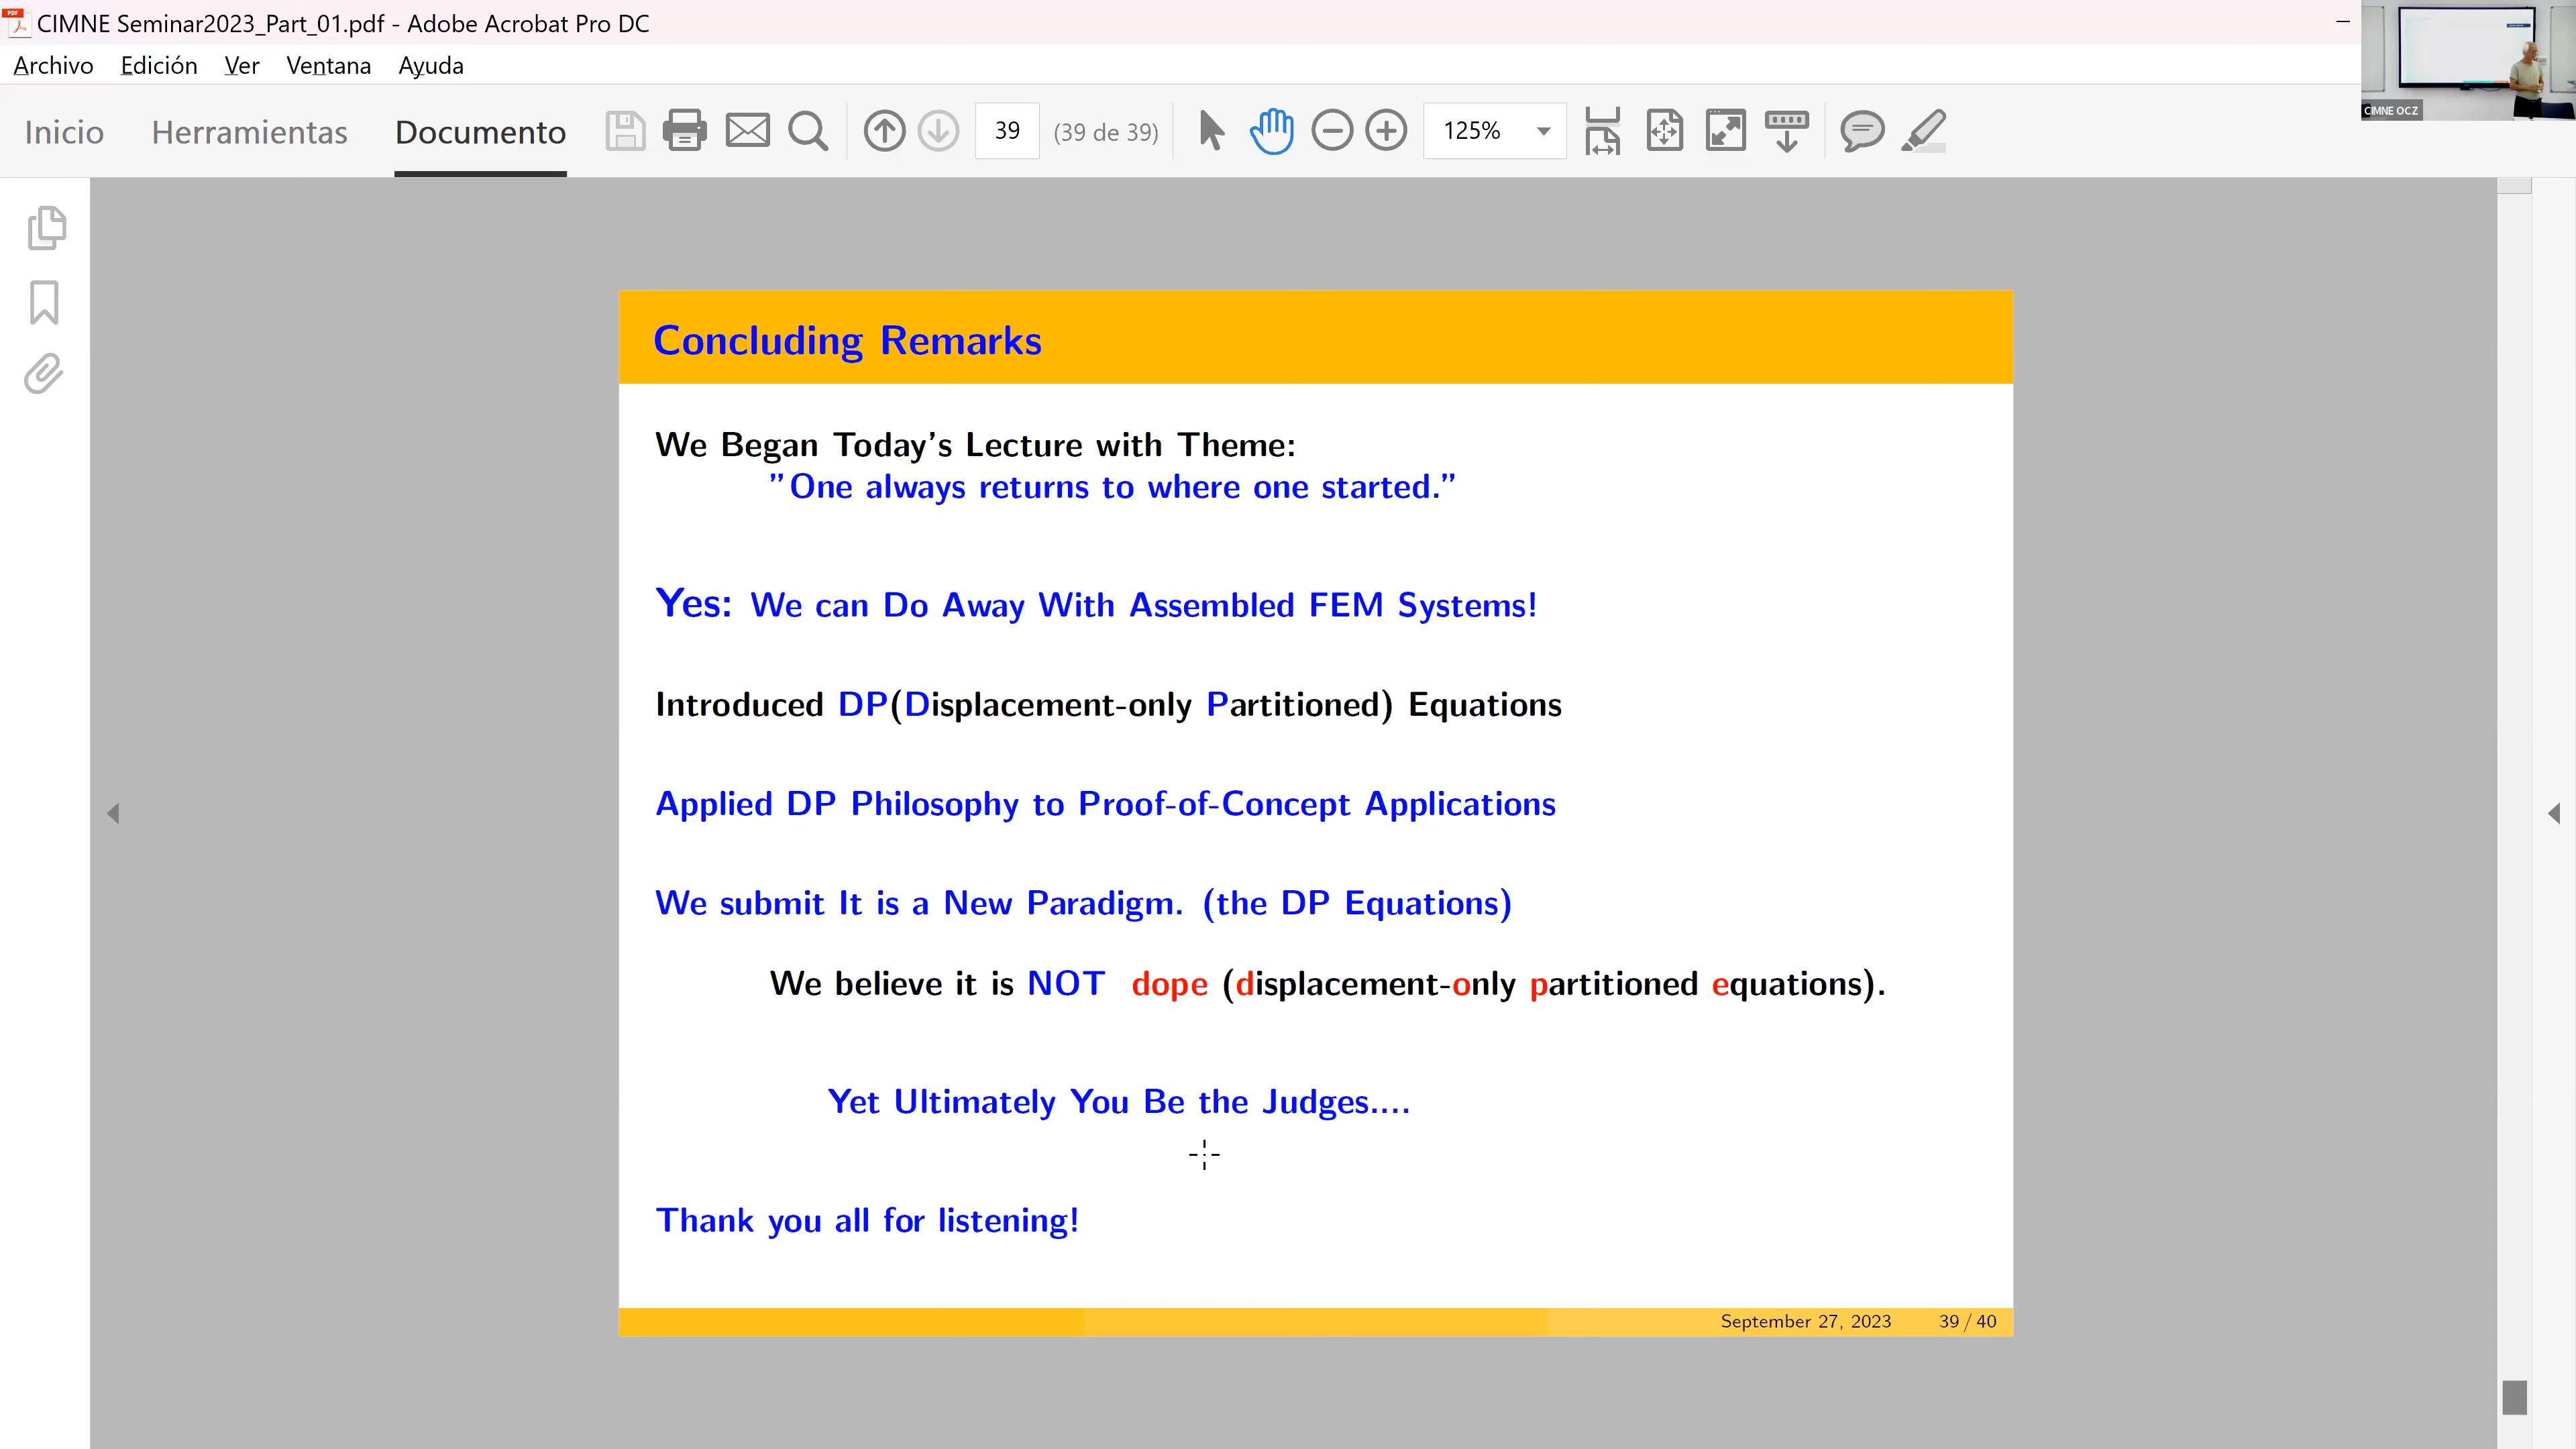 CIMNE Seminar2023_Part_01.pdf - Adobe Acrobat Pro DC
Archivo Edición Ver Ventana Ayuda
Inicio Herramientas Documento 39 (39 de 39) 125%
CIMNE OCZ
Concluding Remarks
We Began Today's Lecture with Theme:
"One always returns to where one started."
Yes: We can Do Away With Assembled FEM Systems!
Introduced DP(Displacement-only Partitioned) Equations
Applied DP Philosophy to Proof-of-Concept Applications
We submit It is a New Paradigm. (the DP Equations)
We believe it is NOT dope (displacement-only partitioned equations).
Yet Ultimately You Be the Judges....
Thank you all for listening!
September 27, 2023 39 / 40